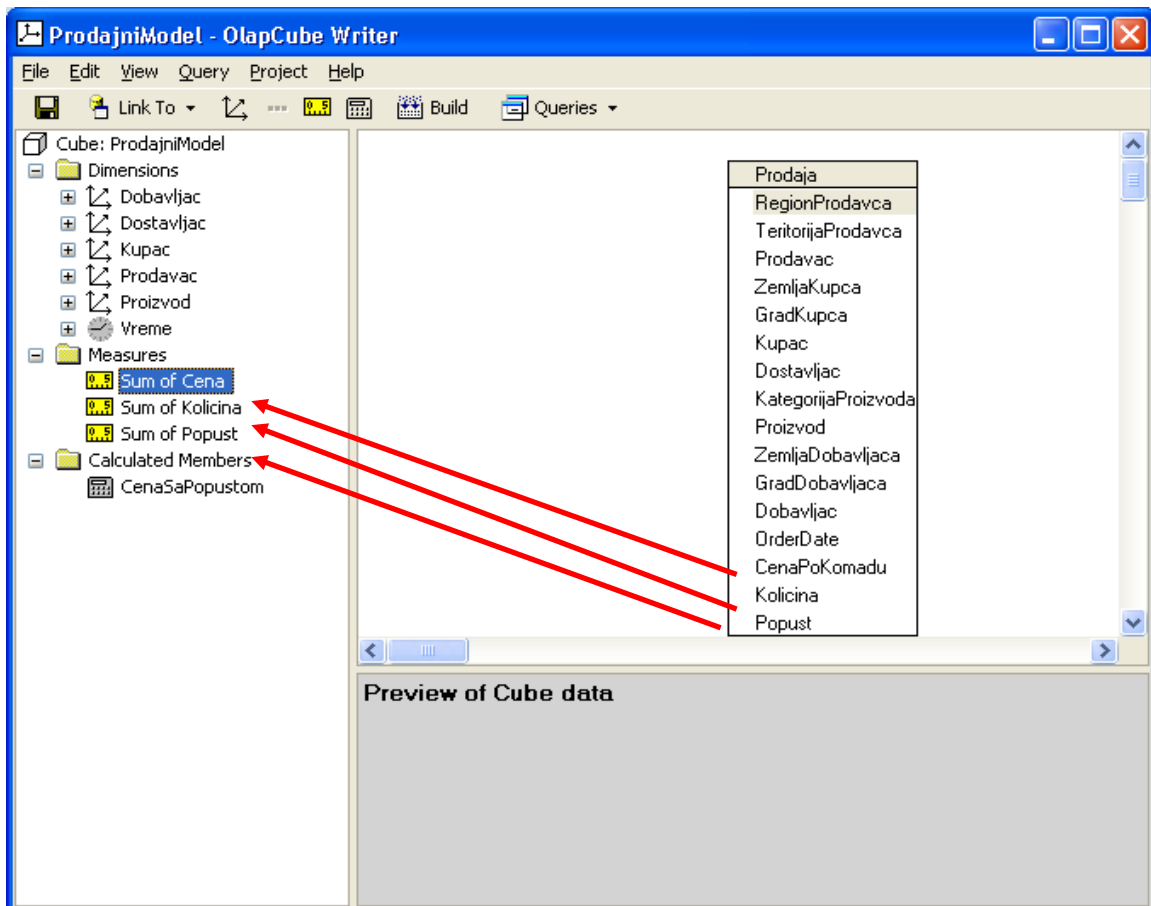 ProdajniModel - OlapCube Writer
File Edit View Query Project Help
Link To Build Queries
Cube: ProdajniModel
Dimensions
Dobavljac
Dostavljac
Kupac
Prodavac
Proizvod
Vreme
Measures
Sum of Cena
Sum of Kolicina
Sum of Popust
Calculated Members
CenaSaPopustom
Prodaja
RegionProdavca
TeritorijaProdavca
Prodavac
ZemljaKupca
GradKupca
Kupac
Dostavljac
KategorijaProizvoda
Proizvod
ZemljaDobavljaca
GradDobavljaca
Dobavljac
OrderDate
CenaPoKomadu
Kolicina
Popust
Preview of Cube data